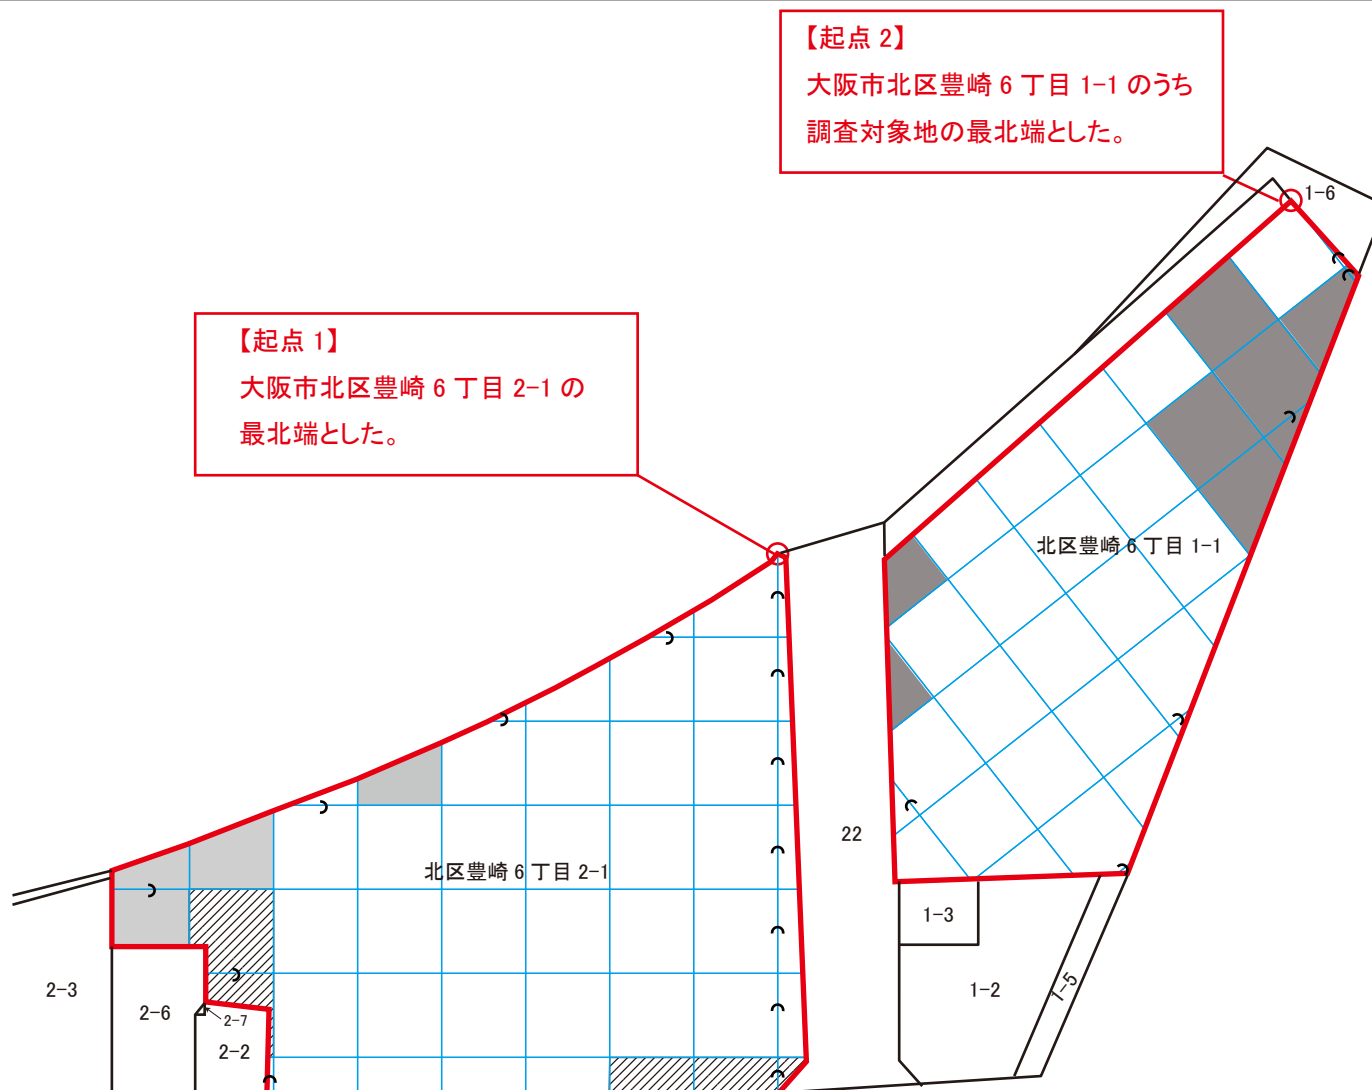 【起点 2】
大阪市北区豊崎 6 丁目 1-1 のうち
調査対象地の最北端とした。
1-6
【起点 1】
大阪市北区豊崎 6 丁目 2-1 の
最北端とした。
北区豊崎 6 丁目 1-1
22
北区豊崎 6 丁目 2-1
1-3
2-3
2-6
1-2
1-5
2-7
2-2